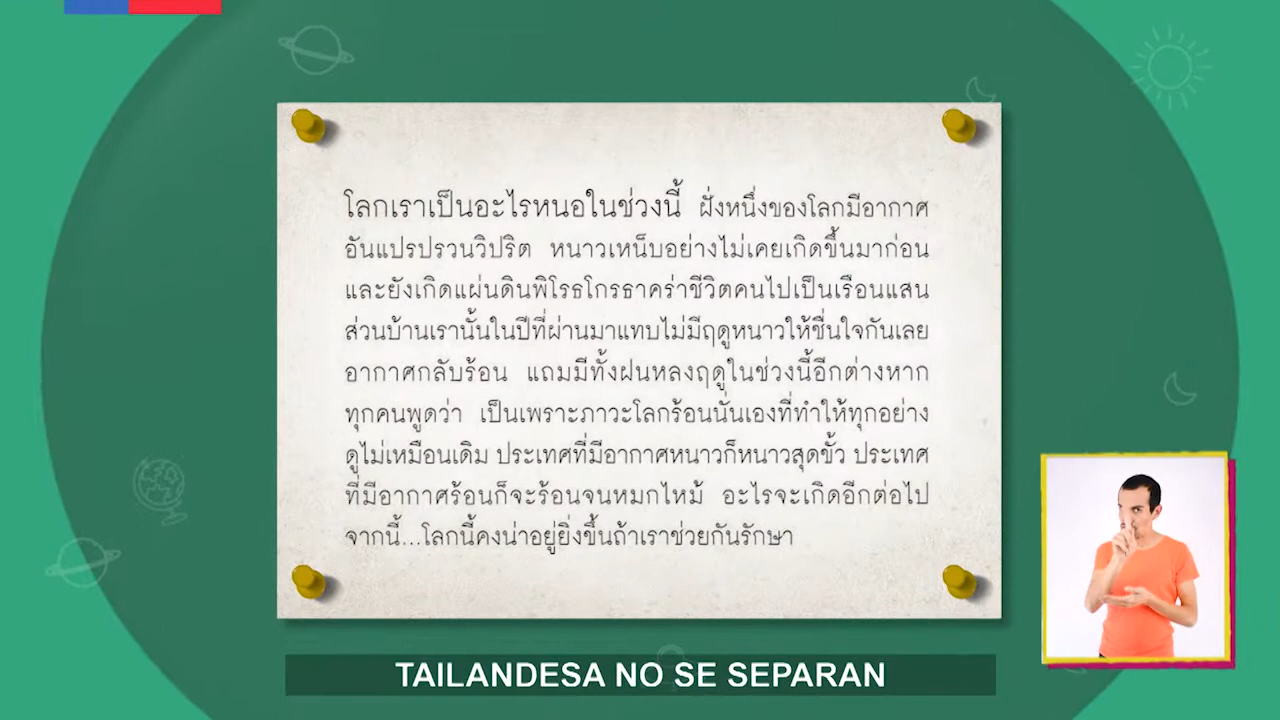 โลกเราเป็นอะไรหนอในช่วงนี้ ฝั่งหนึ่งของโลกมีอากาศ
อันแปรปรวนวิปริต หนาวเหน็บอย่างไม่เคยเกิดขึ้นมาก่อน
และยังเกิดแผ่นดินพิโรธโกรธาคร่าชีวิตคนไปเป็นเรือนแสน
ส่วนบ้านเรานั้นในปีที่ผ่านมาแทบไม่มีฤดูหนาวให้ชื่นใจกันเลย
อากาศกลับร้อน แถมมีทั้งฝนหลงฤดูในช่วงนี้อีกต่างหาก
ทุกคนพูดว่า เป็นเพราะภาวะโลกร้อนนั่นเองที่ทำให้ทุกอย่าง
ดูไม่เหมือนเดิม ประเทศที่มีอากาศหนาวก็หนาวสุดขั้ว ประเทศ
ที่มีอากาศร้อนก็จะร้อนจนหมกไหม้ อะไรจะเกิดอีกต่อไป
จากนี้...โลกนี้คงน่าอยู่ยิ่งขึ้นถ้าเราช่วยกันรักษา
TAILANDESA NO SE SEPARAN